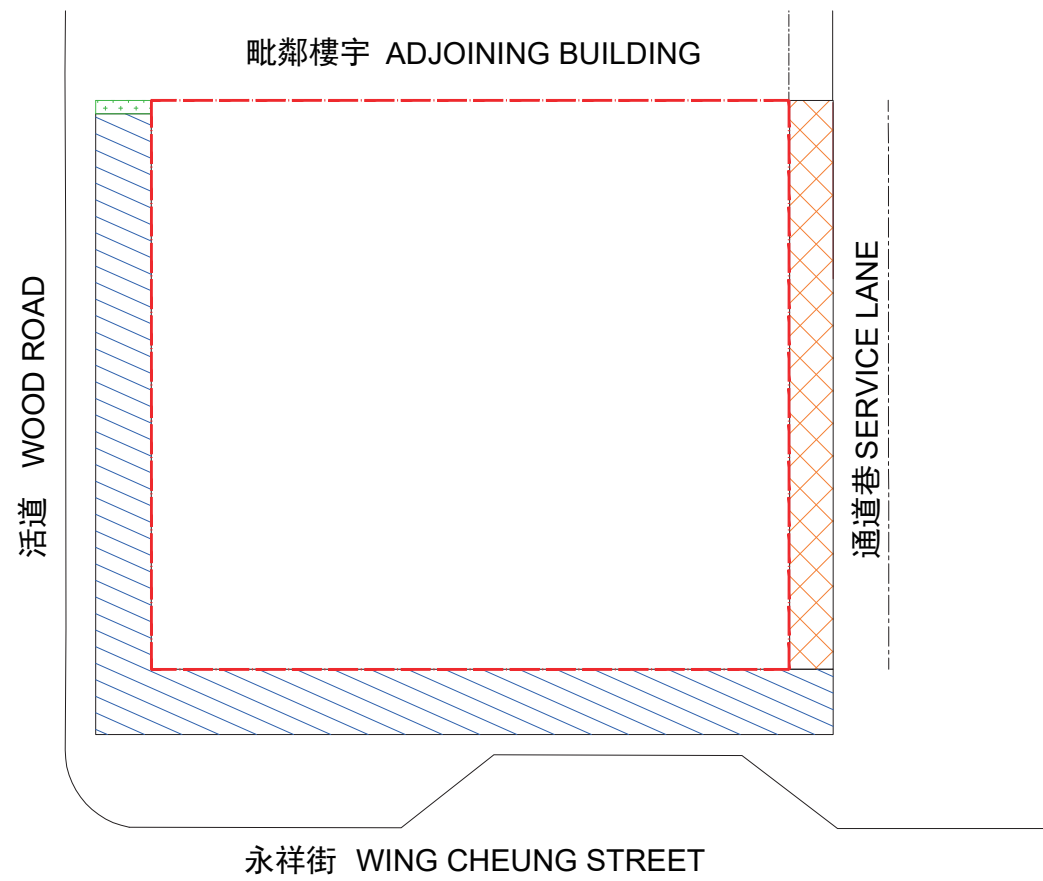 毗鄰樓宇 ADJOINING BUILDING
活道 WOOD ROAD
通道巷 SERVICE LANE
永祥街 WING CHEUNG STREET